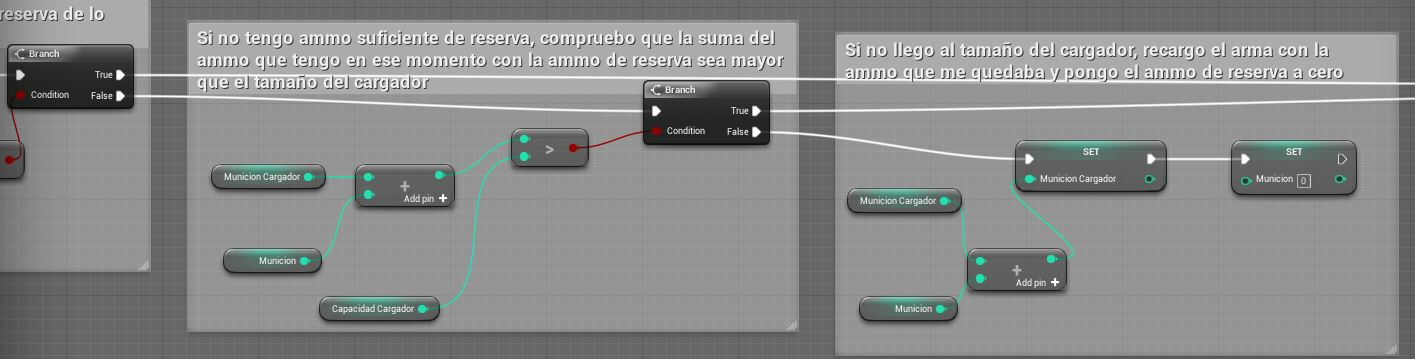 reserva de lo
Branch
True
Condition
False
Si no tengo ammo suficiente de reserva, compruebo que la suma del
ammo que tengo en ese momento con la ammo de reserva sea mayor
que el tamaño del cargador
Branch
True
Condition
False
>
Municion Cargador
+
Add pin +
Municion
Capacidad Cargador
Si no llego al tamaño del cargador, recargo el arma con la
ammo que me quedaba y pongo el ammo de reserva a cero
SET
Municion Cargador
SET
Municion 0
Municion Cargador
+
Add pin +
Municion